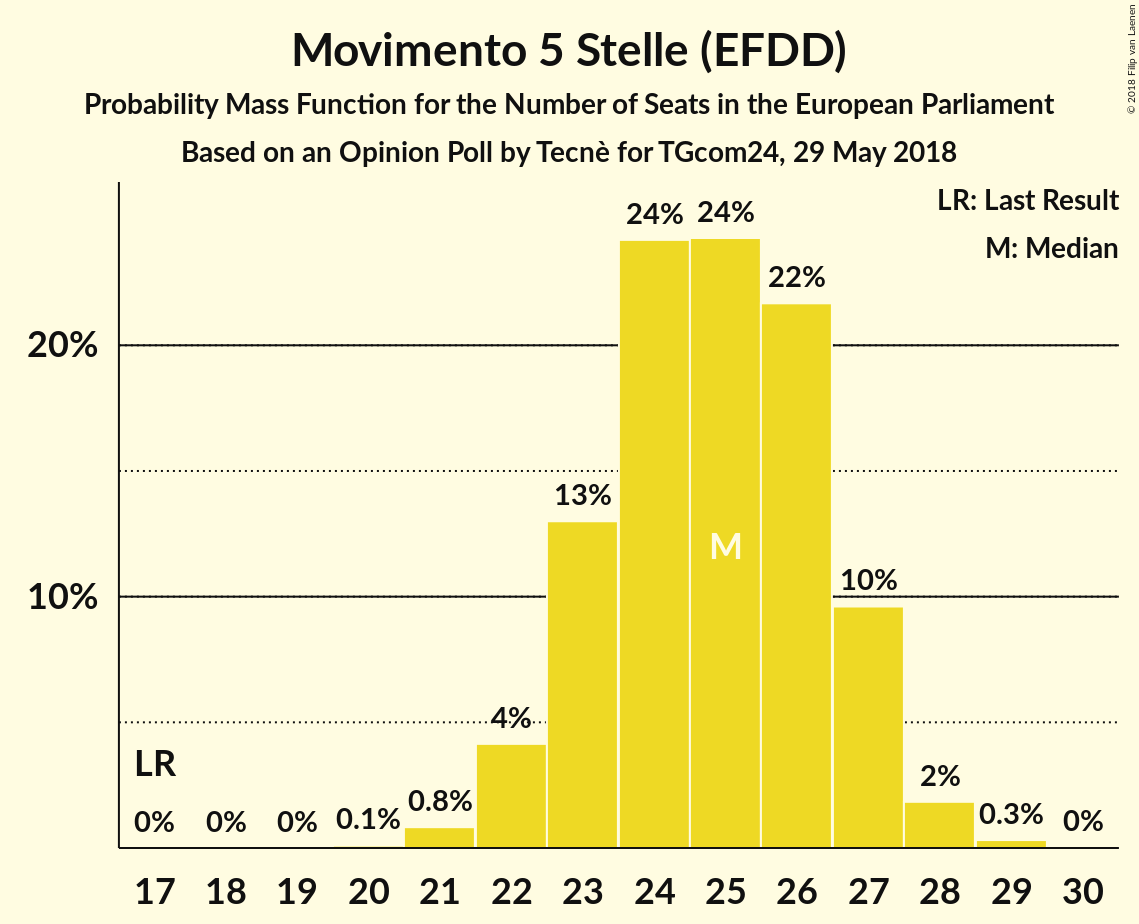 Movimento 5 Stelle (EFDD)
Probability Mass Function for the Number of Seats in the European Parliament
Based on an Opinion Poll by Tecnè for TGcom24, 29 May 2018
© 2018 Filip van Laenen
LR: Last Result
M: Median
24% 24%
22%
20%
13%
M
10%
10%
4%
LR
2%
0% 0% 0% 0.1% 0.8% 0.3% 0%
17 18 19 20 21 22 23 24 25 26 27 28 29 30